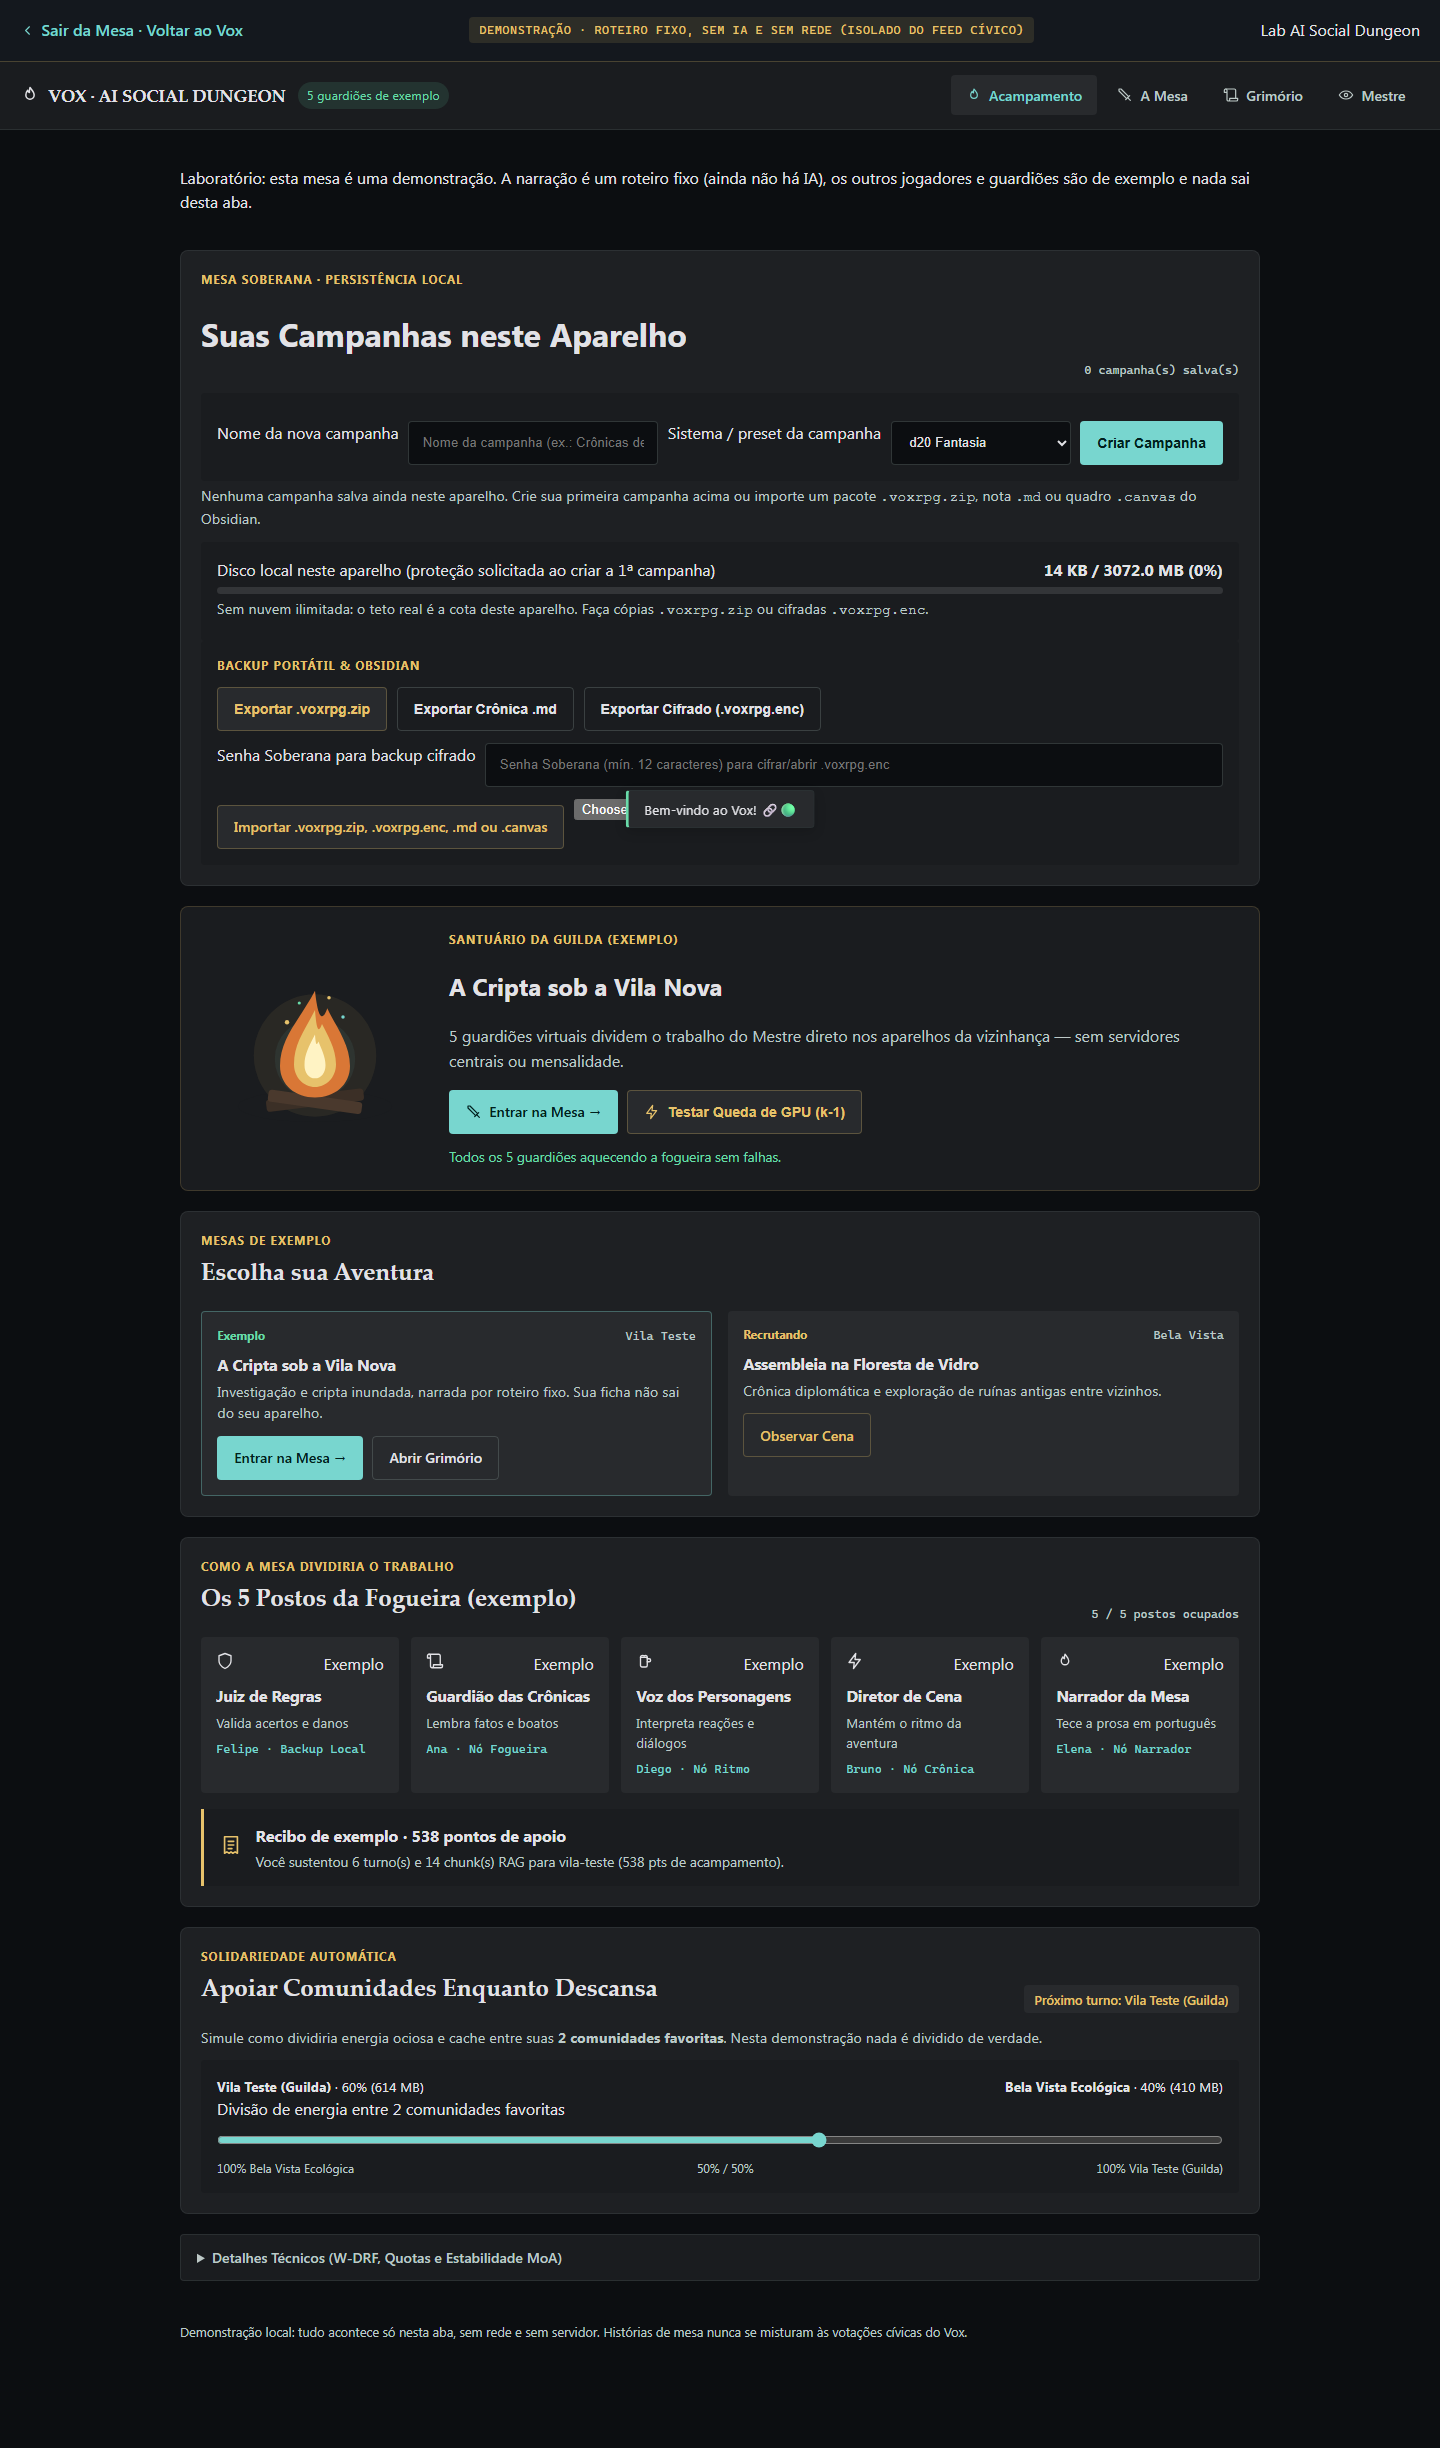 Sair da Mesa · Voltar ao Vox
DEMONSTRAÇÃO · ROTEIRO FIXO, SEM IA E SEM REDE (ISOLADO DO FEED CÍVICO)
Lab AI Social Dungeon
VOX · AI SOCIAL DUNGEON
5 guardiões de exemplo
Acampamento
A Mesa
Grimório
Mestre
Laboratório: esta mesa é uma demonstração. A narração é um roteiro fixo (ainda não há IA), os outros jogadores e guardiões são de exemplo e nada sai
desta aba.
MESA SOBERANA · PERSISTÊNCIA LOCAL
Suas Campanhas neste Aparelho
0 campanha(s) salva(s)
Nome da nova campanha
Nome da campanha (ex.: Crônicas de
Sistema / preset da campanha
d20 Fantasia
Criar Campanha
Nenhuma campanha salva ainda neste aparelho. Crie sua primeira campanha acima ou importe um pacote .voxrpg.zip, nota .md ou quadro .canvas do
Obsidian.
Disco local neste aparelho (proteção solicitada ao criar a 1ª campanha)
14 KB / 3072.0 MB (0%)
Sem nuvem ilimitada: o teto real é a cota deste aparelho. Faça cópias .voxrpg.zip ou cifradas .voxrpg.enc.
BACKUP PORTÁTIL & OBSIDIAN
Exportar .voxrpg.zip
Exportar Crônica .md
Exportar Cifrado (.voxrpg.enc)
Senha Soberana para backup cifrado
Senha Soberana (mín. 12 caracteres) para cifrar/abrir .voxrpg.enc
Importar .voxrpg.zip, .voxrpg.enc, .md ou .canvas
Choose
Bem-vindo ao Vox!
SANTUÁRIO DA GUILDA (EXEMPLO)
A Cripta sob a Vila Nova
5 guardiões virtuais dividem o trabalho do Mestre direto nos aparelhos da vizinhança — sem servidores
centrais ou mensalidade.
Entrar na Mesa →
Testar Queda de GPU (k-1)
Todos os 5 guardiões aquecendo a fogueira sem falhas.
MESAS DE EXEMPLO
Escolha sua Aventura
Exemplo
Vila Teste
A Cripta sob a Vila Nova
Investigação e cripta inundada, narrada por roteiro fixo. Sua ficha não sai
do seu aparelho.
Entrar na Mesa →
Abrir Grimório
Recrutando
Bela Vista
Assembleia na Floresta de Vidro
Crônica diplomática e exploração de ruínas antigas entre vizinhos.
Observar Cena
COMO A MESA DIVIDIRIA O TRABALHO
Os 5 Postos da Fogueira (exemplo)
5 / 5 postos ocupados
Exemplo
Juiz de Regras
Valida acertos e danos
Felipe · Backup Local
Exemplo
Guardião das Crônicas
Lembra fatos e boatos
Ana · Nó Fogueira
Exemplo
Voz dos Personagens
Interpreta reações e
diálogos
Diego · Nó Ritmo
Exemplo
Diretor de Cena
Mantém o ritmo da
aventura
Bruno · Nó Crônica
Exemplo
Narrador da Mesa
Tece a prosa em português
Elena · Nó Narrador
Recibo de exemplo · 538 pontos de apoio
Você sustentou 6 turno(s) e 14 chunk(s) RAG para vila-teste (538 pts de acampamento).
SOLIDARIEDADE AUTOMÁTICA
Apoiar Comunidades Enquanto Descansa
Próximo turno: Vila Teste (Guilda)
Simule como dividiria energia ociosa e cache entre suas 2 comunidades favoritas. Nesta demonstração nada é dividido de verdade.
Vila Teste (Guilda) · 60% (614 MB)
Bela Vista Ecológica · 40% (410 MB)
Divisão de energia entre 2 comunidades favoritas
100% Bela Vista Ecológica
50% / 50%
100% Vila Teste (Guilda)
Detalhes Técnicos (W-DRF, Quotas e Estabilidade MoA)
Demonstração local: tudo acontece só nesta aba, sem rede e sem servidor. Histórias de mesa nunca se misturam às votações cívicas do Vox.